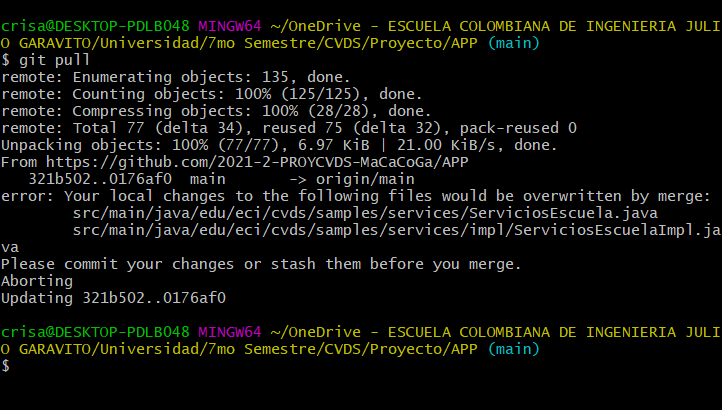 crisa@DESKTOP-PDLBO48 MINGW64 ~/OneDrive - ESCUELA COLOMBIANA DE INGENIERIA JULI
O GARAVITO/Universidad/7mo Semestre/CVDS/Proyecto/APP (main)
$ git pull
remote: Enumerating objects: 135, done.
remote: Counting objects: 100% (125/125), done.
remote: Compressing objects: 100% (28/28), done.
remote: Total 77 (delta 34), reused 75 (delta 32), pack-reused 0
Unpacking objects: 100% (77/77), 6.97 KiB | 21.00 KiB/s, done.
From https://github.com/2021-2-PROYCVDS-MaCaCoGa/APP
   321b502..0176af0  main       -> origin/main
error: Your local changes to the following files would be overwritten by merge:
        src/main/java/edu/eci/cvds/samples/services/ServiciosEscuela.java
        src/main/java/edu/eci/cvds/samples/services/impl/ServiciosEscuelaImpl.ja
va
Please commit your changes or stash them before you merge.
Aborting
Updating 321b502..0176af0

crisa@DESKTOP-PDLBO48 MINGW64 ~/OneDrive - ESCUELA COLOMBIANA DE INGENIERIA JULI
O GARAVITO/Universidad/7mo Semestre/CVDS/Proyecto/APP (main)
$